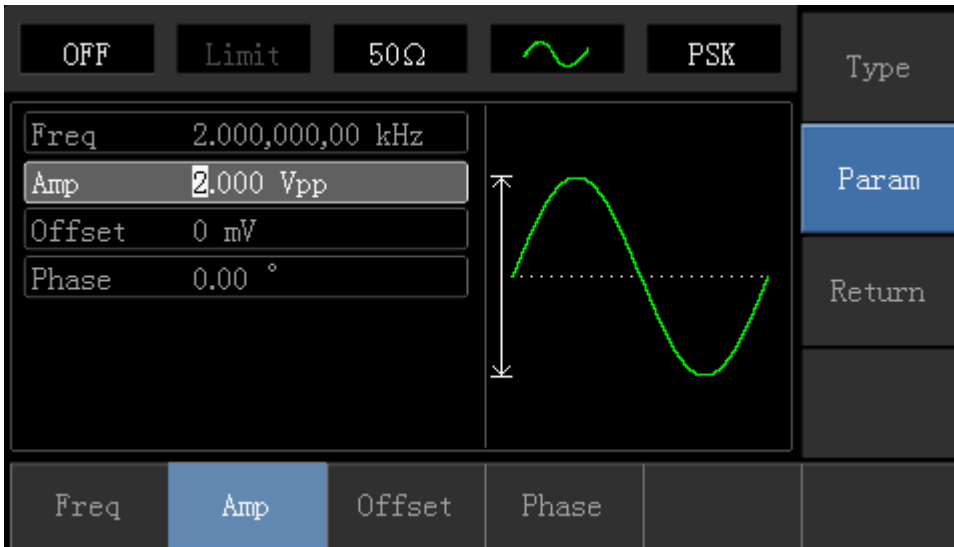 OFF Limit 50Ω PSK Type
Freq 2.000,000,00 kHz
Amp 2.000 Vpp
Param
Offset 0 mV
Phase 0.00 °
Return
Freq Amp Offset Phase